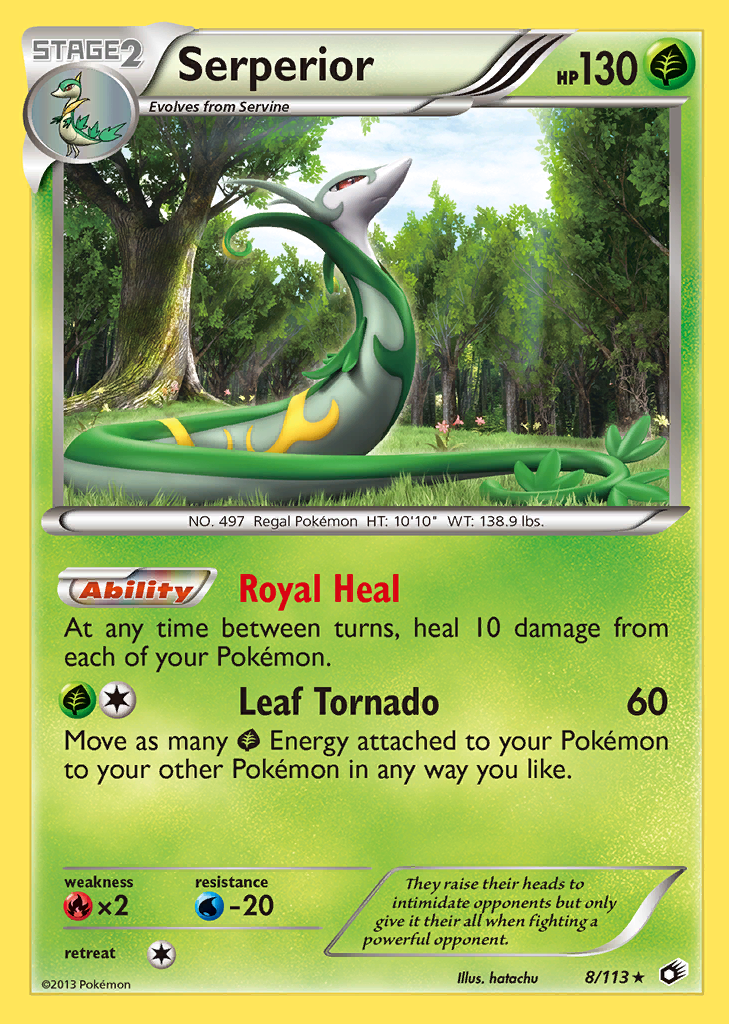 STAGE2
Serperior
HP130
Evolves from Servine
NO. 497 Regal Pokémon HT: 10'10" WT: 138.9 lbs.
Ability Royal Heal
At any time between turns, heal 10 damage from
each of your Pokémon.
Leaf Tornado 60
Move as many Energy attached to your Pokémon
to your other Pokémon in any way you like.
weakness resistance
×2 -20
retreat
They raise their heads to
intimidate opponents but only
give it their all when fighting a
powerful opponent.
©2013 Pokémon Illus. hatachu 8/113 ★